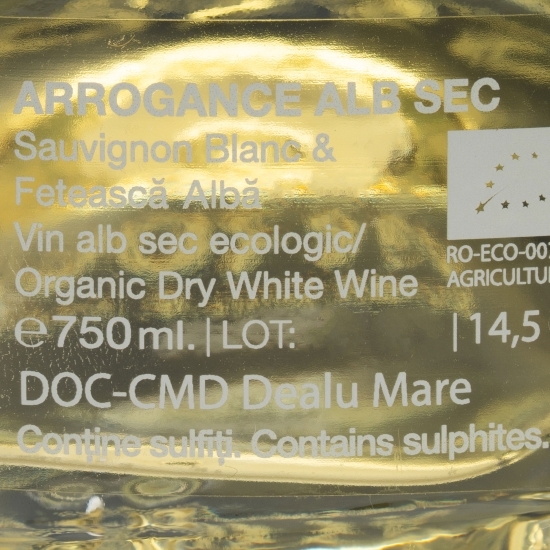 ARROGANCE ALB SEC
Sauvignon Blanc &
Fetească Albă
Vin alb sec ecologic/
Organic Dry White Wine
RO-ECO-007
AGRICULTU
℮ 750 ml. | LOT: | 14,5
DOC-CMD Dealu Mare
Conține sulfiți. Contains sulphites.